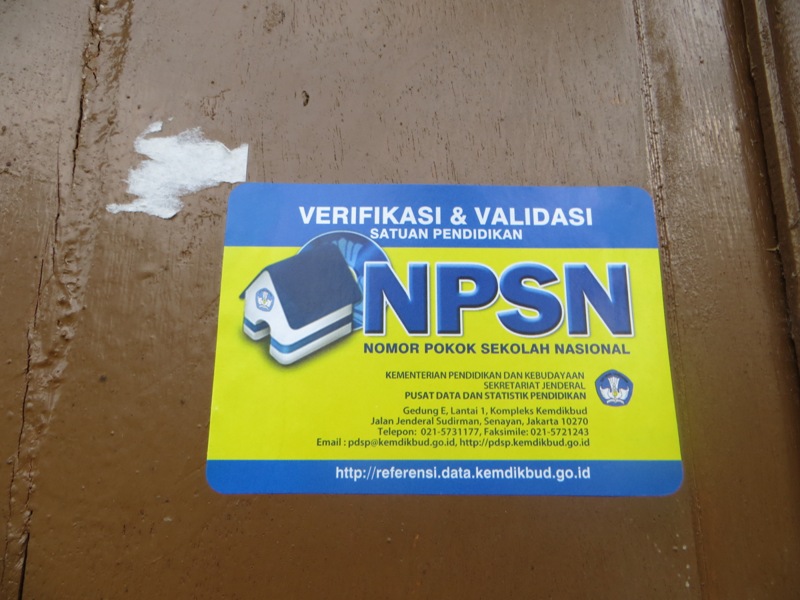 VERIFIKASI & VALIDASI
SATUAN PENDIDIKAN
NPSN
NOMOR POKOK SEKOLAH NASIONAL
KEMENTERIAN PENDIDIKAN DAN KEBUDAYAAN
SEKRETARIAT JENDERAL
PUSAT DATA DAN STATISTIK PENDIDIKAN
Gedung E, Lantai 1, Kompleks Kemdikbud
Jalan Jenderal Sudirman, Senayan, Jakarta 10270
Telepon: 021-5731177, Faksimile: 021-5721243
Email : pdsp@kemdikbud.go.id, http://pdsp.kemdikbud.go.id
http://referensi.data.kemdikbud.go.id